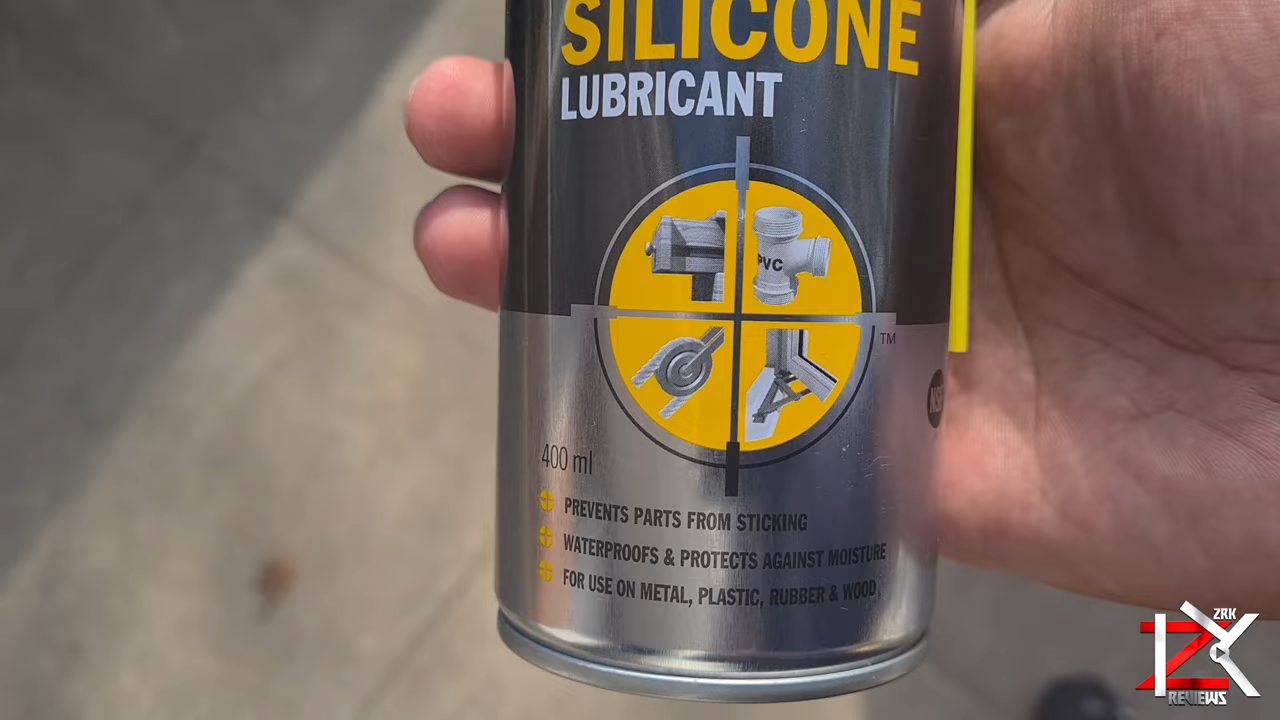 SILICONE
LUBRICANT
PVC
TM
400 ml
PREVENTS PARTS FROM STICKING
WATERPROOFS & PROTECTS AGAINST MOISTURE
FOR USE ON METAL, PLASTIC, RUBBER & WOOD
ZRK
REVIEWS